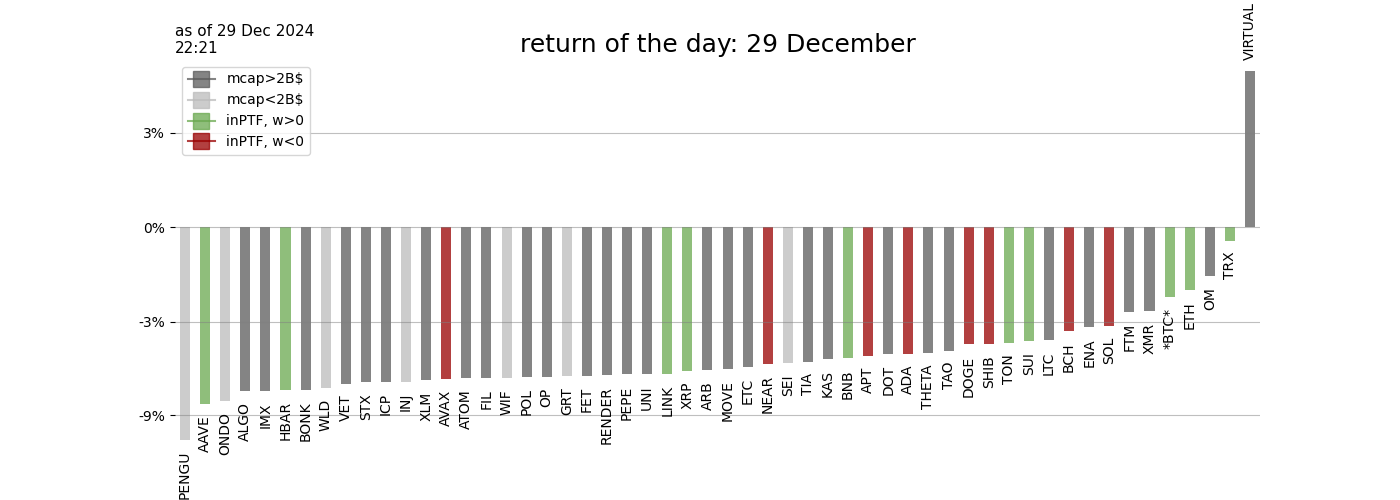 as of 29 Dec 2024
22:21
return of the day: 29 December
mcap>2B$
mcap<2B$
inPTF, w>0
inPTF, w<0
3%
0%
-3%
-9%
PENGU
AAVE
ONDO
ALGO
IMX
HBAR
BONK
WLD
VET
STX
ICP
INJ
XLM
AVAX
ATOM
FIL
WIF
POL
OP
GRT
FET
RENDER
PEPE
UNI
LINK
XRP
ARB
MOVE
ETC
NEAR
SEI
TIA
KAS
BNB
APT
DOT
ADA
THETA
TAO
DOGE
SHIB
TON
SUI
LTC
BCH
ENA
SOL
FTM
XMR
*BTC*
ETH
OM
TRX
VIRTUAL